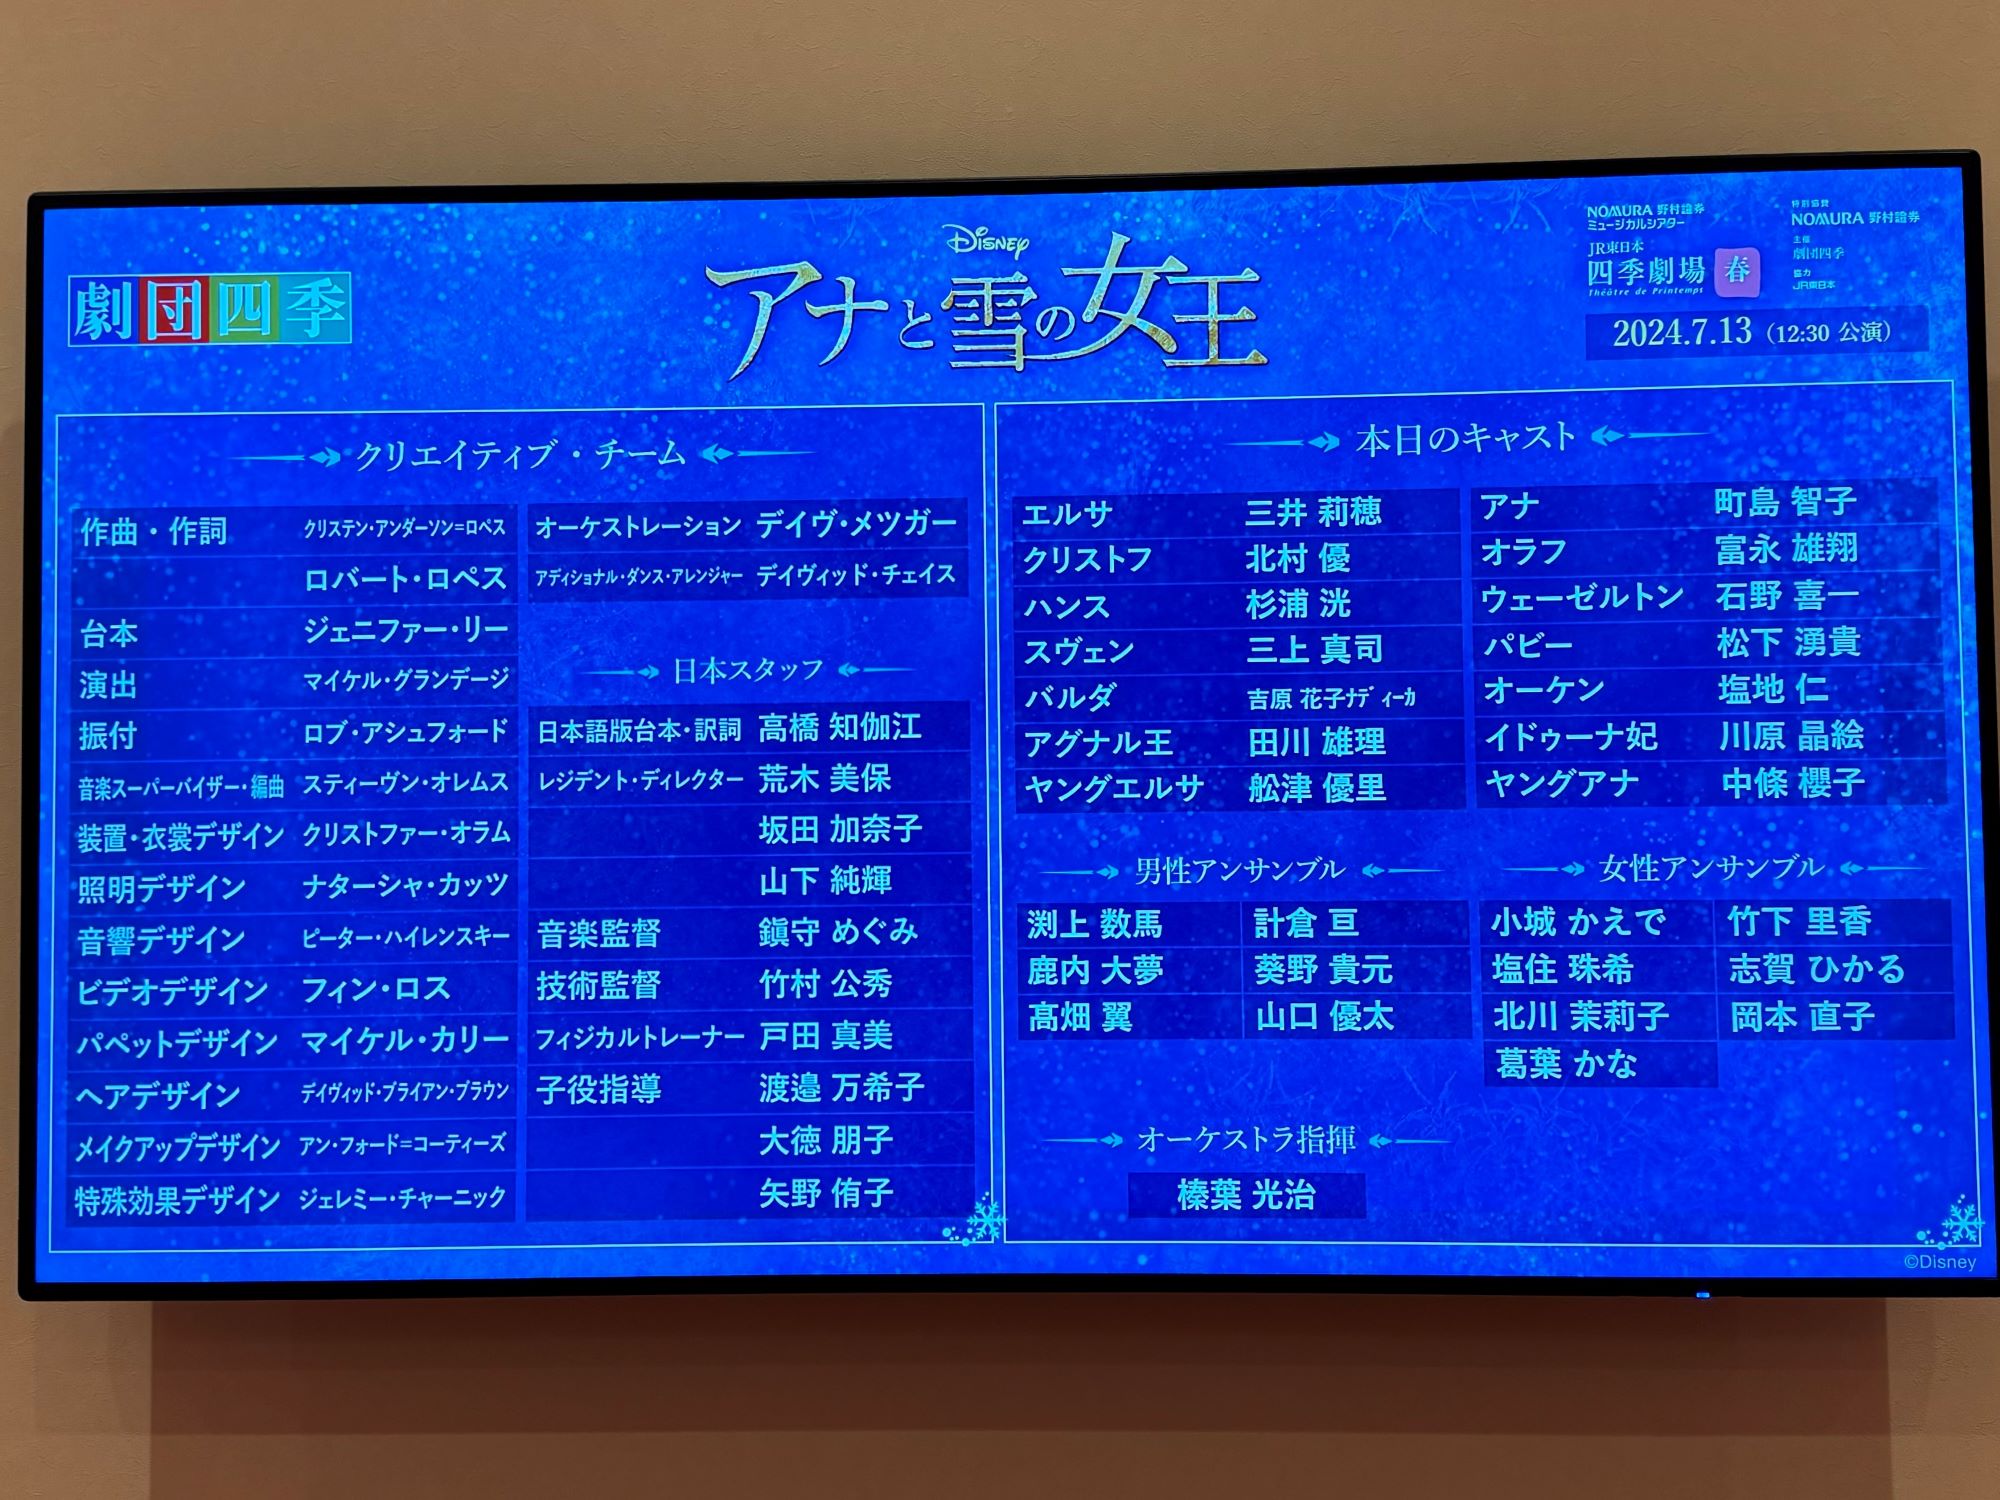 劇団四季
Disney
アナと雪の女王
NOMURA 野村證券
ミュージカルシアター
JR東日本
四季劇場 春
Théâtre de Printemps
特別協賛
NOMURA 野村證券
主催
劇団四季
協力
JR東日本
2024.7.13 (12:30 公演)
クリエイティブ・チーム
作曲・作詞 クリステン・アンダーソン=ロペス
ロバート・ロペス
台本 ジェニファー・リー
演出 マイケル・グランデージ
振付 ロブ・アシュフォード
音楽スーパーバイザー・編曲 スティーヴン・オレムス
装置・衣裳デザイン クリストファー・オラム
照明デザイン ナターシャ・カッツ
音響デザイン ピーター・ハイレンスキー
ビデオデザイン フィン・ロス
パペットデザイン マイケル・カリー
ヘアデザイン デイヴィッド・ブライアン・ブラウン
メイクアップデザイン アン・フォード=コーティーズ
特殊効果デザイン ジェレミー・チャーニック
オーケストレーション デイヴ・メツガー
アディショナル・ダンス・アレンジャー デイヴィッド・チェイス
日本スタッフ
日本語版台本・訳詞 高橋 知伽江
レジデント・ディレクター 荒木 美保
坂田 加奈子
山下 純輝
音楽監督 鎭守 めぐみ
技術監督 竹村 公秀
フィジカルトレーナー 戸田 真美
子役指導 渡邉 万希子
大徳 朋子
矢野 侑子
本日のキャスト
エルサ 三井 莉穂
クリストフ 北村 優
ハンス 杉浦 洸
スヴェン 三上 真司
バルダ 吉原 花子ナディーカ
アグナル王 田川 雄理
ヤングエルサ 舩津 優里
アナ 町島 智子
オラフ 富永 雄翔
ウェーゼルトン 石野 喜一
パビー 松下 湧貴
オーケン 塩地 仁
イドゥーナ妃 川原 晶絵
ヤングアナ 中條 櫻子
男性アンサンブル
渕上 数馬 計倉 亘
鹿内 大夢 葵野 貴元
髙畑 翼 山口 優太
女性アンサンブル
小城 かえで 竹下 里香
塩住 珠希 志賀 ひかる
北川 茉莉子 岡本 直子
葛葉 かな
オーケストラ指揮
榛葉 光治
©Disney